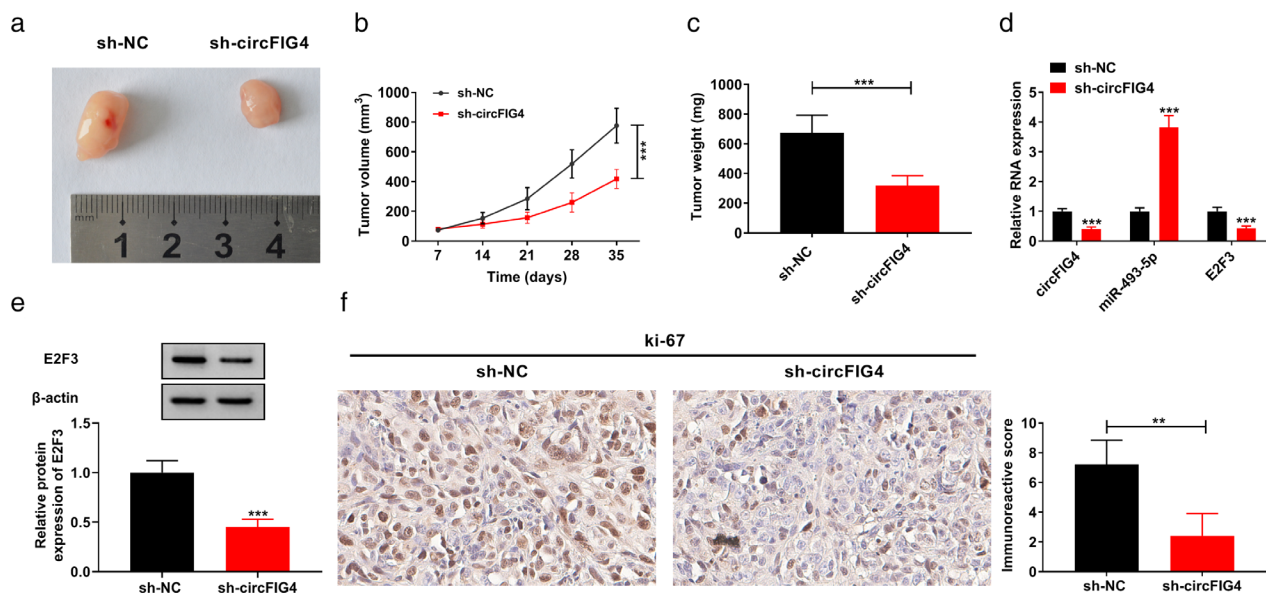 a
sh-NC
sh-circFIG4
mm
1 2 3 4
b
Tumor volume (mm3)
1000
800
600
400
200
0
sh-NC
sh-circFIG4
***
7 14 21 28 35
Time (days)
c
Tumor weight (mg)
1000
800
600
400
200
0
***
sh-NC
sh-circFIG4
d
sh-NC
sh-circFIG4
Relative RNA expression
5
4
3
2
1
0
***
***
***
circFIG4
miR-493-5p
E2F3
e
E2F3
β-actin
Relative protein
expression of E2F3
1.5
1.0
0.5
0.0
***
sh-NC
sh-circFIG4
f
ki-67
sh-NC
sh-circFIG4
Immunoreactive score
10
8
6
4
2
0
**
sh-NC
sh-circFIG4